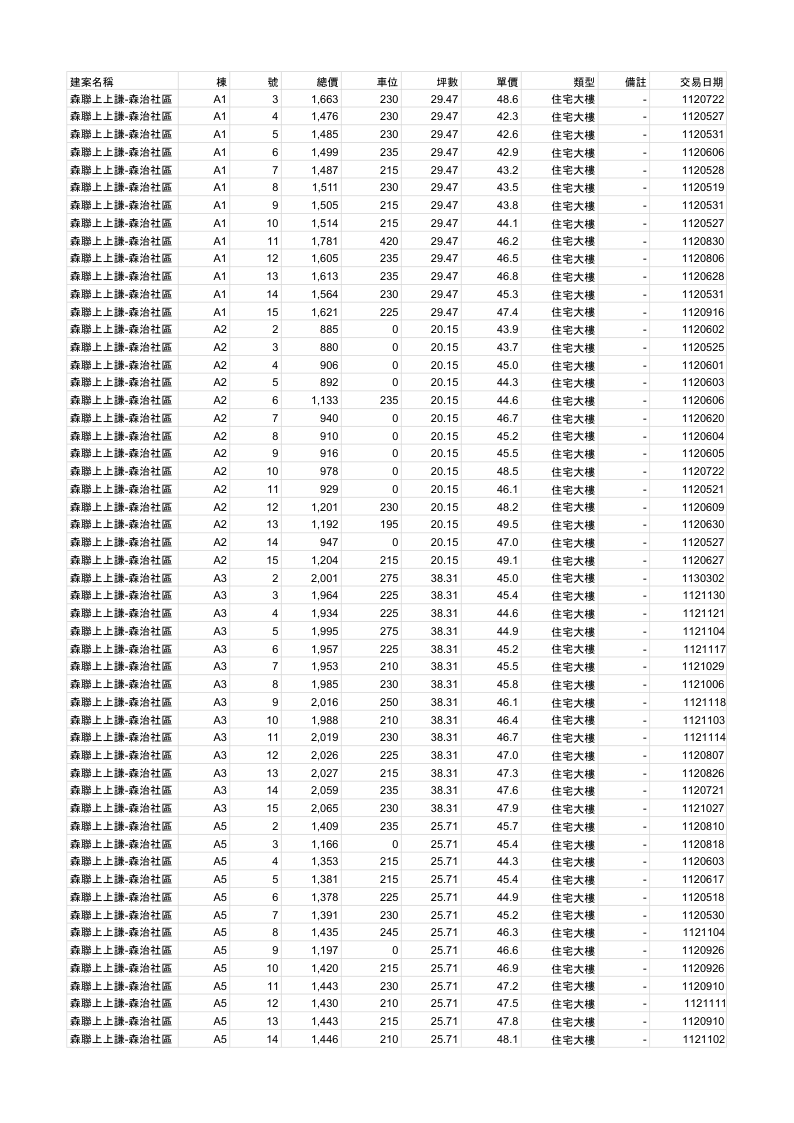 建案名稱 棟 號 總價 車位 坪數 單價 類型 備註 交易日期
森聯上上謙-森治社區 A1 3 1,663 230 29.47 48.6 住宅大樓 - 1120722
森聯上上謙-森治社區 A1 4 1,476 230 29.47 42.3 住宅大樓 - 1120527
森聯上上謙-森治社區 A1 5 1,485 230 29.47 42.6 住宅大樓 - 1120531
森聯上上謙-森治社區 A1 6 1,499 235 29.47 42.9 住宅大樓 - 1120606
森聯上上謙-森治社區 A1 7 1,487 215 29.47 43.2 住宅大樓 - 1120528
森聯上上謙-森治社區 A1 8 1,511 230 29.47 43.5 住宅大樓 - 1120519
森聯上上謙-森治社區 A1 9 1,505 215 29.47 43.8 住宅大樓 - 1120531
森聯上上謙-森治社區 A1 10 1,514 215 29.47 44.1 住宅大樓 - 1120527
森聯上上謙-森治社區 A1 11 1,781 420 29.47 46.2 住宅大樓 - 1120830
森聯上上謙-森治社區 A1 12 1,605 235 29.47 46.5 住宅大樓 - 1120806
森聯上上謙-森治社區 A1 13 1,613 235 29.47 46.8 住宅大樓 - 1120628
森聯上上謙-森治社區 A1 14 1,564 230 29.47 45.3 住宅大樓 - 1120531
森聯上上謙-森治社區 A1 15 1,621 225 29.47 47.4 住宅大樓 - 1120916
森聯上上謙-森治社區 A2 2 885 0 20.15 43.9 住宅大樓 - 1120602
森聯上上謙-森治社區 A2 3 880 0 20.15 43.7 住宅大樓 - 1120525
森聯上上謙-森治社區 A2 4 906 0 20.15 45.0 住宅大樓 - 1120601
森聯上上謙-森治社區 A2 5 892 0 20.15 44.3 住宅大樓 - 1120603
森聯上上謙-森治社區 A2 6 1,133 235 20.15 44.6 住宅大樓 - 1120606
森聯上上謙-森治社區 A2 7 940 0 20.15 46.7 住宅大樓 - 1120620
森聯上上謙-森治社區 A2 8 910 0 20.15 45.2 住宅大樓 - 1120604
森聯上上謙-森治社區 A2 9 916 0 20.15 45.5 住宅大樓 - 1120605
森聯上上謙-森治社區 A2 10 978 0 20.15 48.5 住宅大樓 - 1120722
森聯上上謙-森治社區 A2 11 929 0 20.15 46.1 住宅大樓 - 1120521
森聯上上謙-森治社區 A2 12 1,201 230 20.15 48.2 住宅大樓 - 1120609
森聯上上謙-森治社區 A2 13 1,192 195 20.15 49.5 住宅大樓 - 1120630
森聯上上謙-森治社區 A2 14 947 0 20.15 47.0 住宅大樓 - 1120527
森聯上上謙-森治社區 A2 15 1,204 215 20.15 49.1 住宅大樓 - 1120627
森聯上上謙-森治社區 A3 2 2,001 275 38.31 45.0 住宅大樓 - 1130302
森聯上上謙-森治社區 A3 3 1,964 225 38.31 45.4 住宅大樓 - 1121130
森聯上上謙-森治社區 A3 4 1,934 225 38.31 44.6 住宅大樓 - 1121121
森聯上上謙-森治社區 A3 5 1,995 275 38.31 44.9 住宅大樓 - 1121104
森聯上上謙-森治社區 A3 6 1,957 225 38.31 45.2 住宅大樓 - 1121117
森聯上上謙-森治社區 A3 7 1,953 210 38.31 45.5 住宅大樓 - 1121029
森聯上上謙-森治社區 A3 8 1,985 230 38.31 45.8 住宅大樓 - 1121006
森聯上上謙-森治社區 A3 9 2,016 250 38.31 46.1 住宅大樓 - 1121118
森聯上上謙-森治社區 A3 10 1,988 210 38.31 46.4 住宅大樓 - 1121103
森聯上上謙-森治社區 A3 11 2,019 230 38.31 46.7 住宅大樓 - 1121114
森聯上上謙-森治社區 A3 12 2,026 225 38.31 47.0 住宅大樓 - 1120807
森聯上上謙-森治社區 A3 13 2,027 215 38.31 47.3 住宅大樓 - 1120826
森聯上上謙-森治社區 A3 14 2,059 235 38.31 47.6 住宅大樓 - 1120721
森聯上上謙-森治社區 A3 15 2,065 230 38.31 47.9 住宅大樓 - 1121027
森聯上上謙-森治社區 A5 2 1,409 235 25.71 45.7 住宅大樓 - 1120810
森聯上上謙-森治社區 A5 3 1,166 0 25.71 45.4 住宅大樓 - 1120818
森聯上上謙-森治社區 A5 4 1,353 215 25.71 44.3 住宅大樓 - 1120603
森聯上上謙-森治社區 A5 5 1,381 215 25.71 45.4 住宅大樓 - 1120617
森聯上上謙-森治社區 A5 6 1,378 225 25.71 44.9 住宅大樓 - 1120518
森聯上上謙-森治社區 A5 7 1,391 230 25.71 45.2 住宅大樓 - 1120530
森聯上上謙-森治社區 A5 8 1,435 245 25.71 46.3 住宅大樓 - 1121104
森聯上上謙-森治社區 A5 9 1,197 0 25.71 46.6 住宅大樓 - 1120926
森聯上上謙-森治社區 A5 10 1,420 215 25.71 46.9 住宅大樓 - 1120926
森聯上上謙-森治社區 A5 11 1,443 230 25.71 47.2 住宅大樓 - 1120910
森聯上上謙-森治社區 A5 12 1,430 210 25.71 47.5 住宅大樓 - 1121111
森聯上上謙-森治社區 A5 13 1,443 215 25.71 47.8 住宅大樓 - 1120910
森聯上上謙-森治社區 A5 14 1,446 210 25.71 48.1 住宅大樓 - 1121102